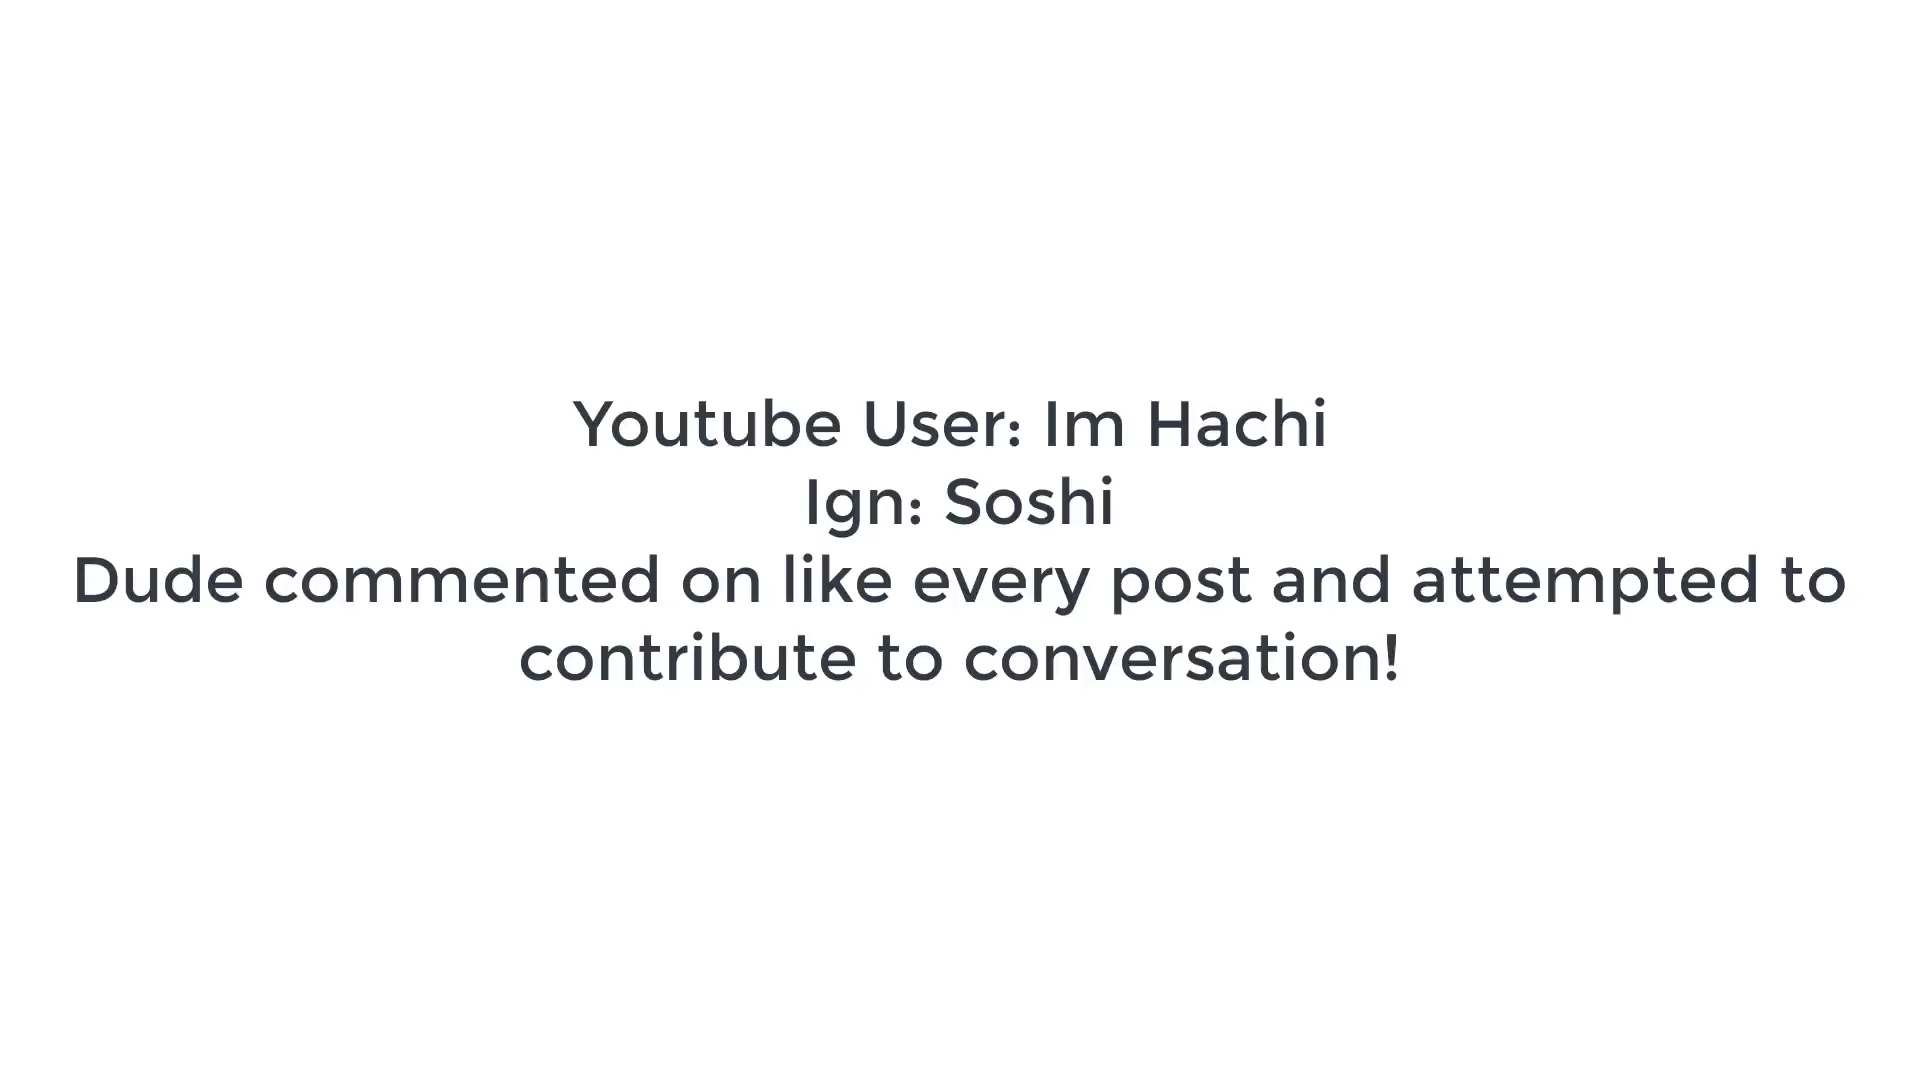 Youtube User: Im Hachi
Ign: Soshi
Dude commented on like every post and attempted to
contribute to conversation!